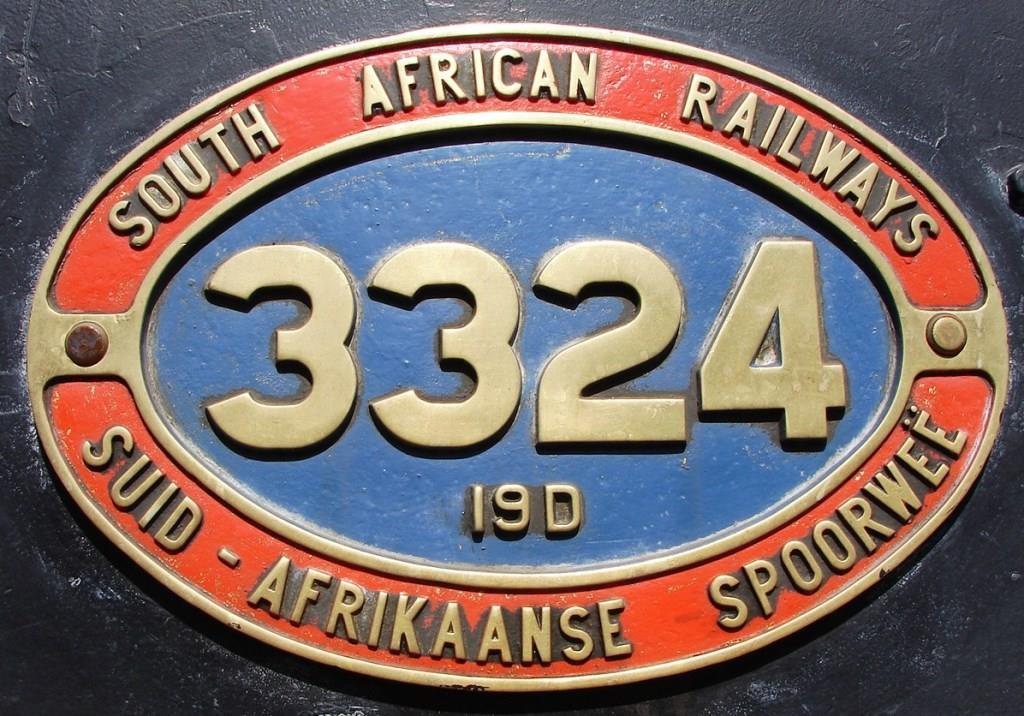 SOUTH AFRICAN RAILWAYS
3324
19D
SUID-AFRIKAANSE SPOORWEË